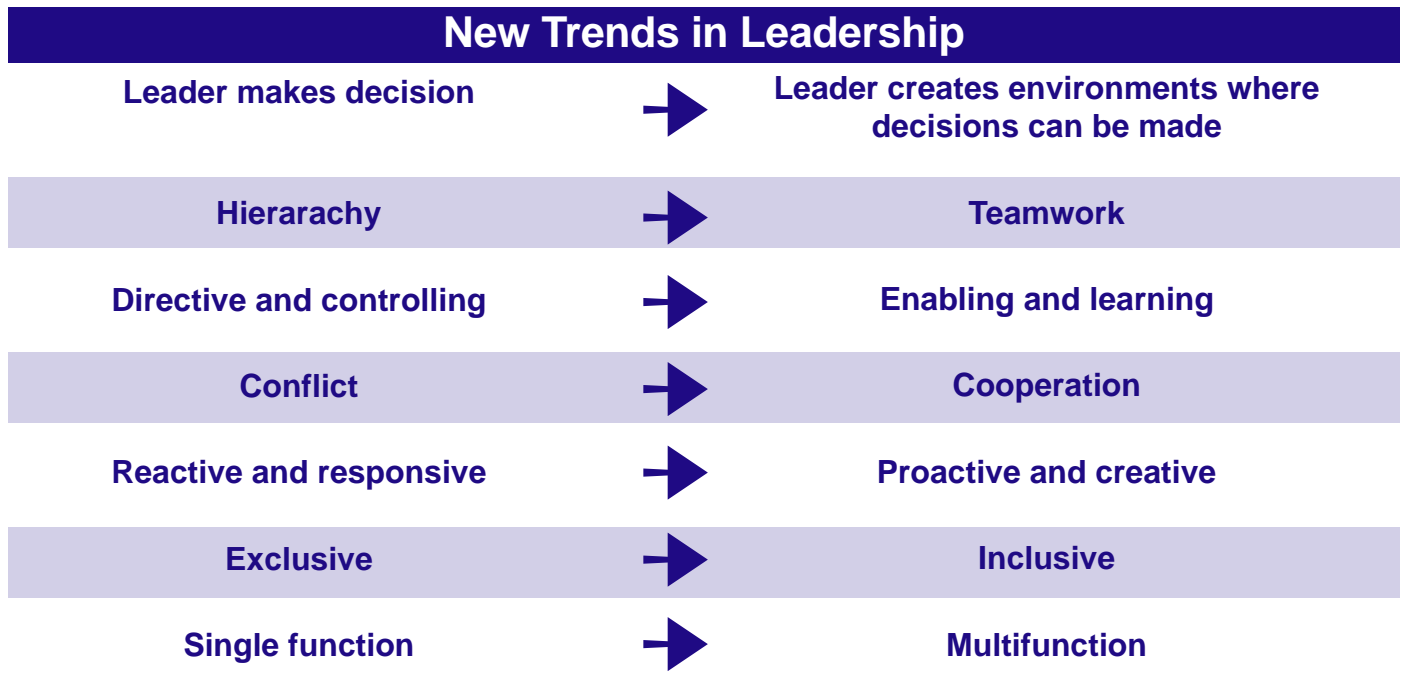 New Trends in Leadership
Leader makes decision
Leader creates environments where
decisions can be made
Hierarachy
Teamwork
Directive and controlling
Enabling and learning
Conflict
Cooperation
Reactive and responsive
Proactive and creative
Exclusive
Inclusive
Single function
Multifunction